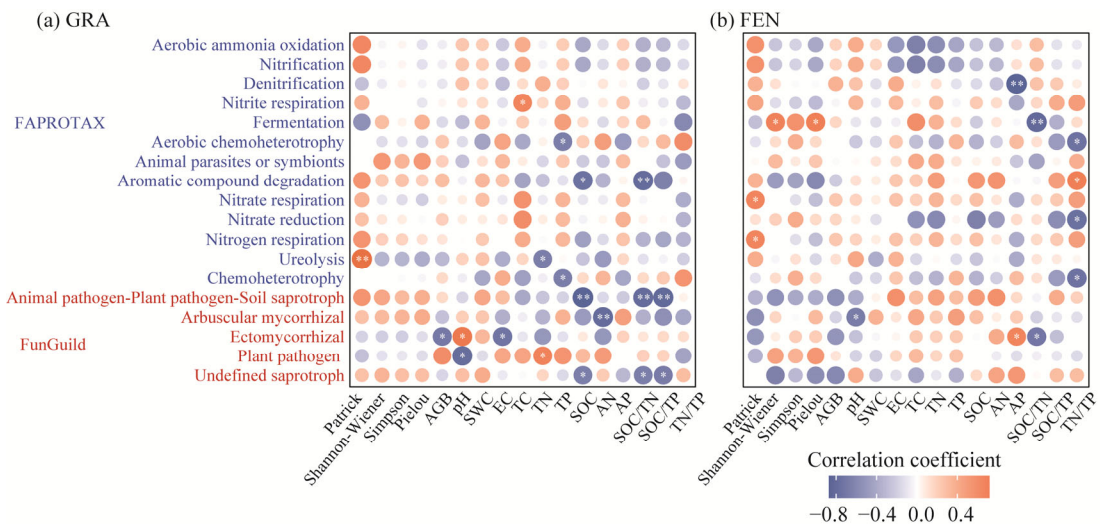 (a) GRA
(b) FEN
Aerobic ammonia oxidation
Nitrification
Denitrification
Nitrite respiration
FAPROTAX
Fermentation
Aerobic chemoheterotrophy
Animal parasites or symbionts
Aromatic compound degradation
Nitrate respiration
Nitrate reduction
Nitrogen respiration
Ureolysis
Chemoheterotrophy
Animal pathogen-Plant pathogen-Soil saprotroph
Arbuscular mycorrhizal
FunGuild
Ectomycorrhizal
Plant pathogen
Undefined saprotroph
Patrick
Shannon-Wiener
Simpson
Pielou
AGB
pH
SWC
EC
TC
TN
TP
SOC
AN
AP
SOC/TN
SOC/TP
TN/TP
Patrick
Shannon-Wiener
Simpson
Pielou
AGB
pH
SWC
EC
TC
TN
TP
SOC
AN
AP
SOC/TN
SOC/TP
TN/TP
Correlation coefficient
−0.8 −0.4 0.0 0.4